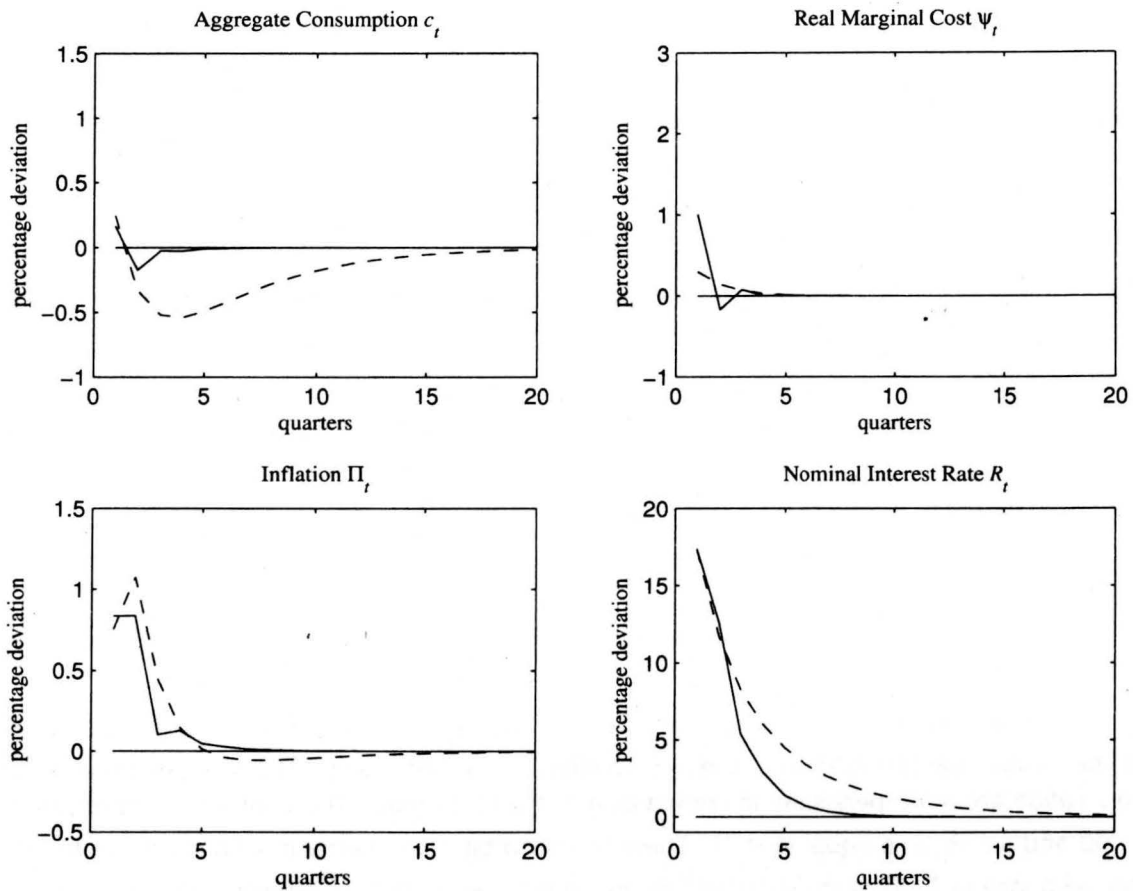 Aggregate Consumption c_t
1.5
1
0.5
0
−0.5
−1
0 5 10 15 20
percentage deviation
quarters
Real Marginal Cost Ψ_t
3
2
1
0
−1
0 5 10 15 20
percentage deviation
quarters
Inflation Π_t
1.5
1
0.5
0
−0.5
0 5 10 15 20
percentage deviation
quarters
Nominal Interest Rate R_t
20
15
10
5
0
0 5 10 15 20
percentage deviation
quarters